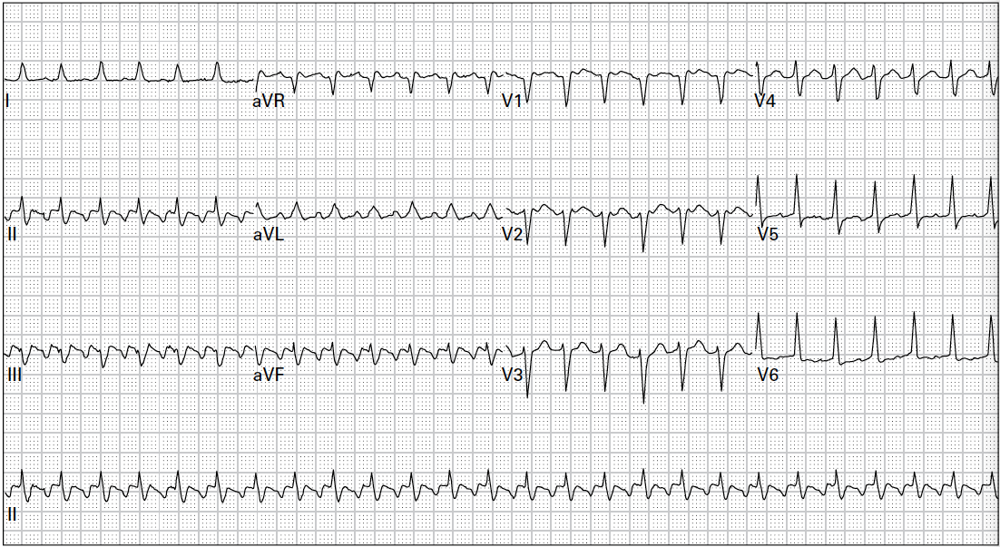 I aVR V1 V4
II aVL V2 V5
III aVF V3 V6
II